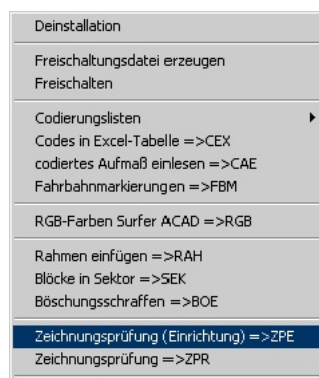 Deinstallation
Freischaltungsdatei erzeugen
Freischalten
Codierungslisten
Codes in Excel-Tabelle =>CEX
codiertes Aufmaß einlesen =>CAE
Fahrbahnmarkierungen =>FBM
RGB-Farben Surfer ACAD =>RGB
Rahmen einfügen =>RAH
Blöcke in Sektor =>SEK
Böschungsschraffen =>BOE
Zeichnungsprüfung (Einrichtung) =>ZPE
Zeichnungsprüfung =>ZPR